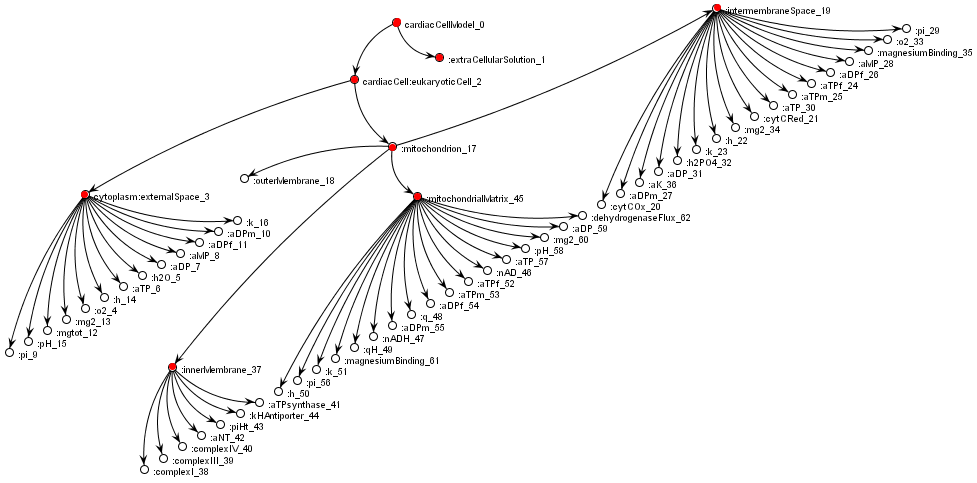 :intermembraneSpace_19
cardiacCellModel_0
:pi_29
:o2_33
:magnesiumBinding_35
:extraCellularSolution_1
:aMP_28
:aDPf_26
cardiacCell:eukaryoticCell_2
:aTPf_24
:aTPm_25
:aTP_30
:cytCRed_21
:mg2_34
:h_22
:mitochondrion_17
:k_23
:h2PO4_32
:aDP_31
:outerMembrane_18
:aK_36
:aDPm_27
cytoplasm:externalSpace_3
:mitochondrialMatrix_45
:cytCOx_20
:dehydrogenaseFlux_62
:k_16
:aDP_59
:aDPm_10
:mg2_60
:aDPf_11
:pH_58
:aMP_8
:aTP_57
:aDP_7
:nAD_46
:h2O_5
:aTPf_52
:aTP_6
:aTPm_53
:h_14
:aDPf_54
:o2_4
:q_48
:mg2_13
:aDPm_55
:mgtot_12
:nADH_47
:pH_15
:qH_49
:pi_9
:magnesiumBinding_61
:innerMembrane_37
:k_51
:pi_56
:h_50
:aTPsynthase_41
:kHAntiporter_44
:piHt_43
:aNT_42
:complexIV_40
:complexIII_39
:complexI_38